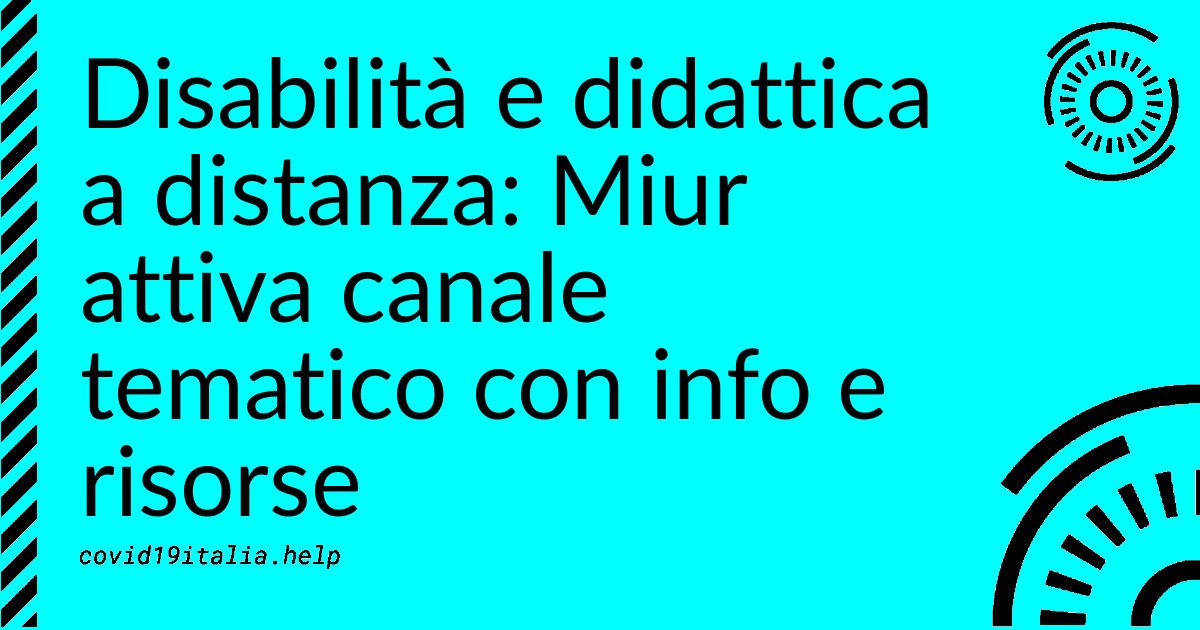 Disabilità e didattica
a distanza: Miur
attiva canale
tematico con info e
risorse
covid19italia.help